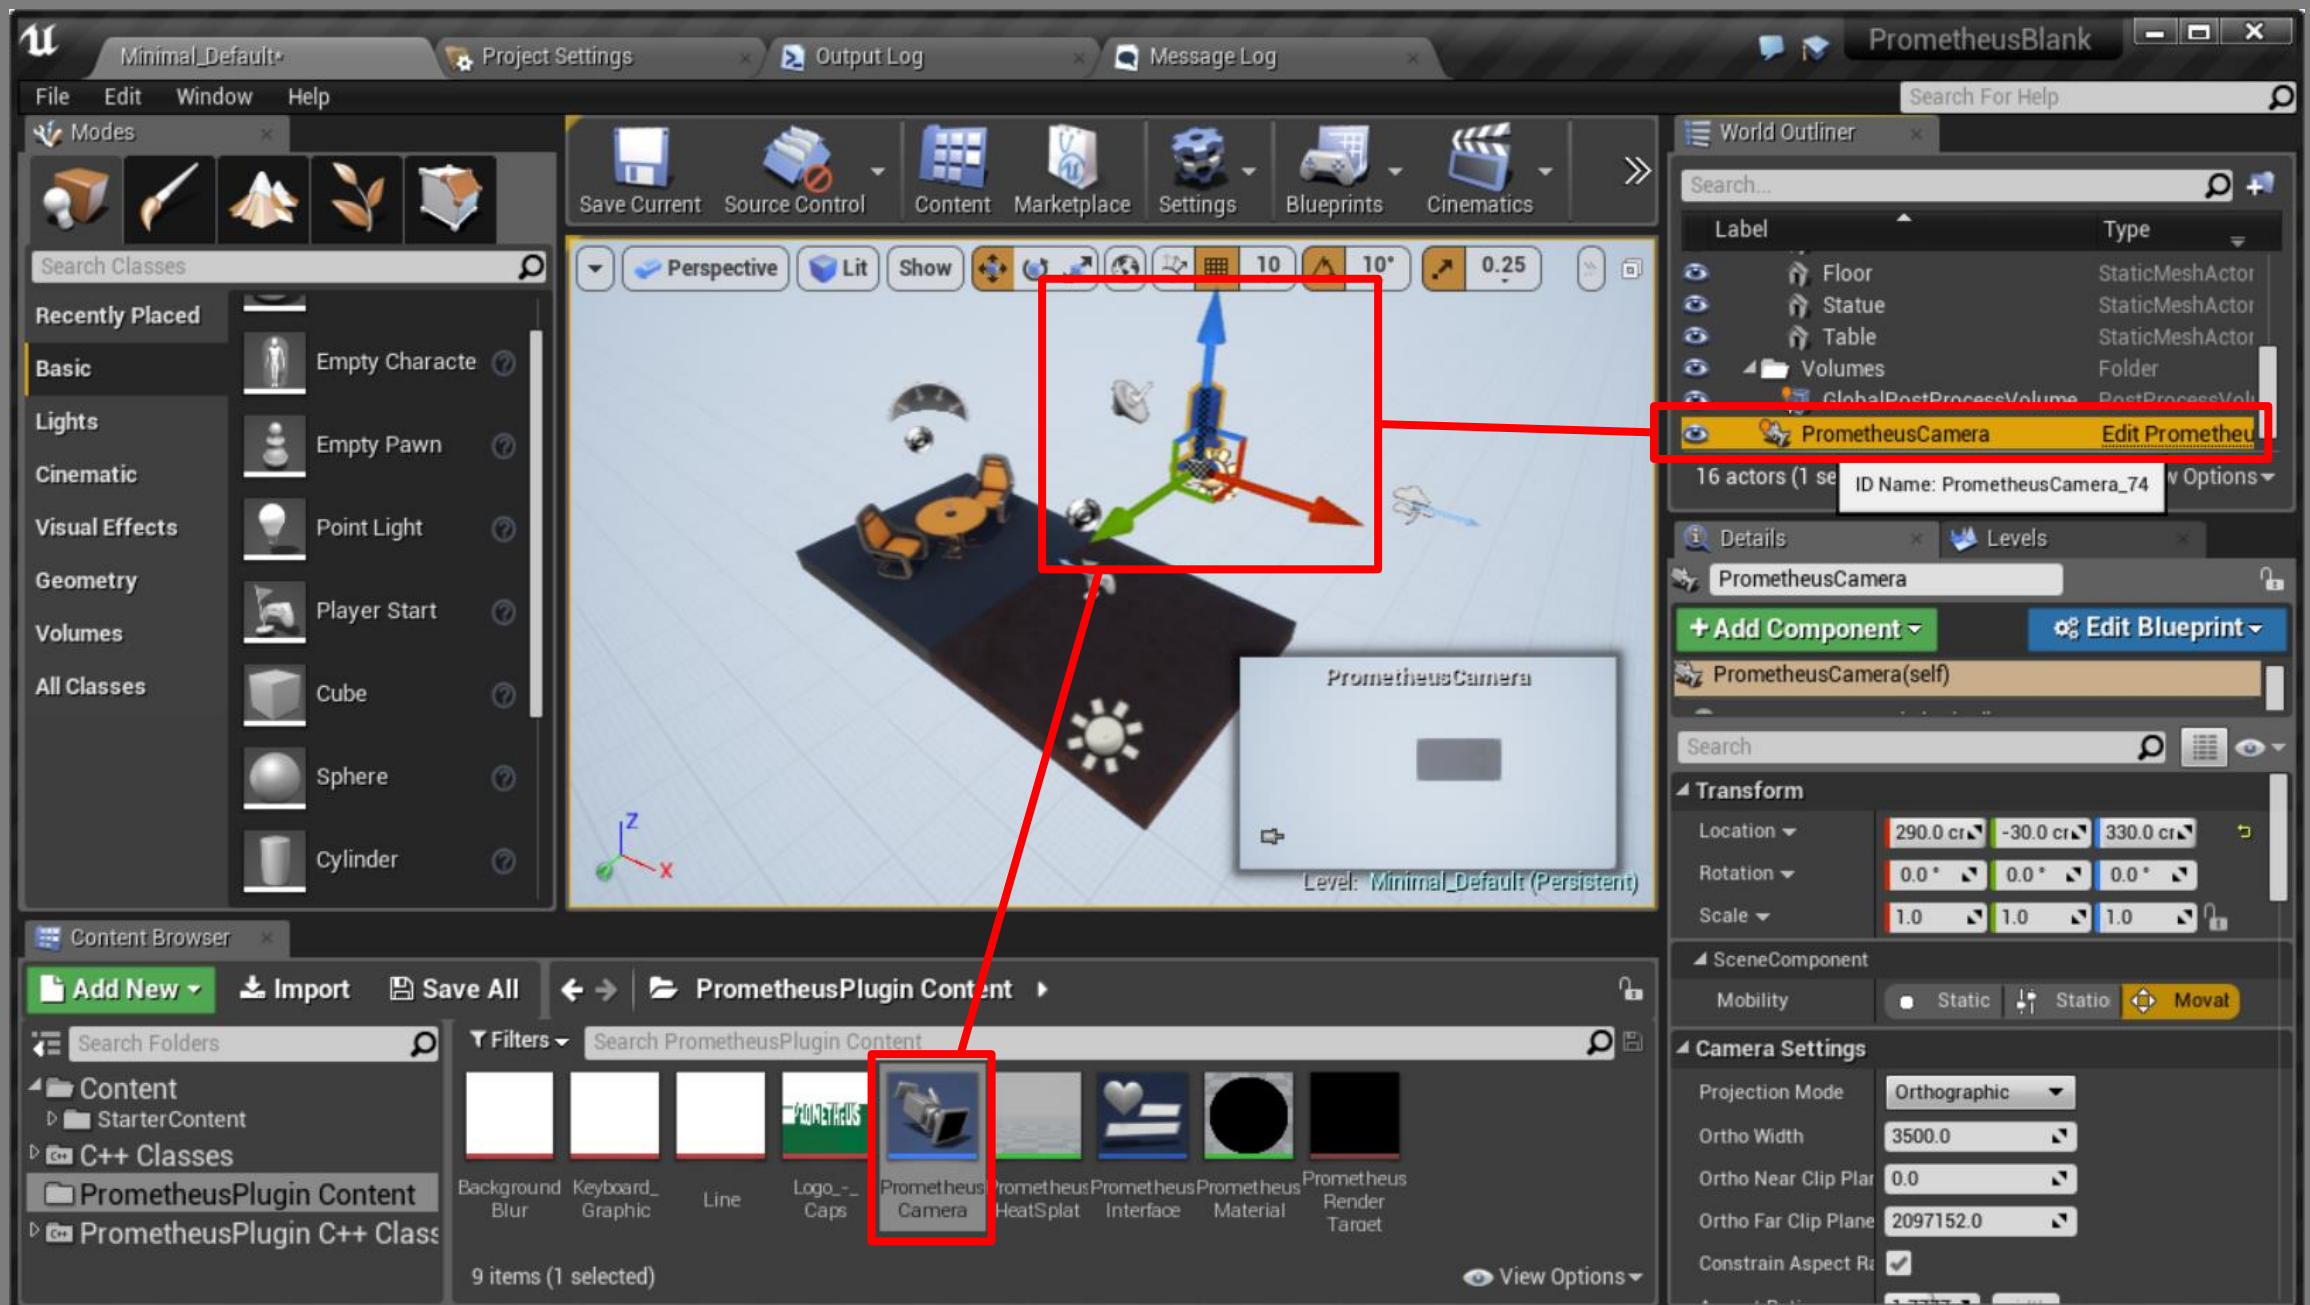 Minimal_Default*
Project Settings
Output Log
Message Log
PrometheusBlank
File Edit Window Help
Search For Help
Modes
Search Classes
Recently Placed
Basic
Lights
Cinematic
Visual Effects
Geometry
Volumes
All Classes
Empty Characte
Empty Pawn
Point Light
Player Start
Cube
Sphere
Cylinder
Save Current
Source Control
Content
Marketplace
Settings
Blueprints
Cinematics
Perspective
Lit
Show
10
10°
0.25
PrometheusCamera
Z
X
Level: Minimal_Default (Persistent)
World Outliner
Search...
Label Type
Floor StaticMeshActor
Statue StaticMeshActor
Table StaticMeshActor
Volumes Folder
GlobalPostProcessVolume PostProcessVolu
PrometheusCamera Edit Prometheu
16 actors (1 se
w Options
ID Name: PrometheusCamera_74
Details
Levels
PrometheusCamera
+ Add Component
Edit Blueprint
PrometheusCamera(self)
Search
Transform
Location 290.0 cm -30.0 cm 330.0 cm
Rotation 0.0° 0.0° 0.0°
Scale 1.0 1.0 1.0
SceneComponent
Mobility Static Statio Movat
Camera Settings
Projection Mode Orthographic
Ortho Width 3500.0
Ortho Near Clip Plan 0.0
Ortho Far Clip Plane 2097152.0
Constrain Aspect Ra
Content Browser
Add New
Import
Save All
PrometheusPlugin Content
Search Folders
Content
StarterContent
C++ Classes
PrometheusPlugin Content
PrometheusPlugin C++ Class
Filters
Search PrometheusPlugin Content
PROMETHEUS
Background
Blur
Keyboard_
Graphic
Line
Logo_-_
Caps
Prometheus
Camera
Prometheus
HeatSplat
Prometheus
Interface
Prometheus
Material
Prometheus
Render
Target
9 items (1 selected)
View Options